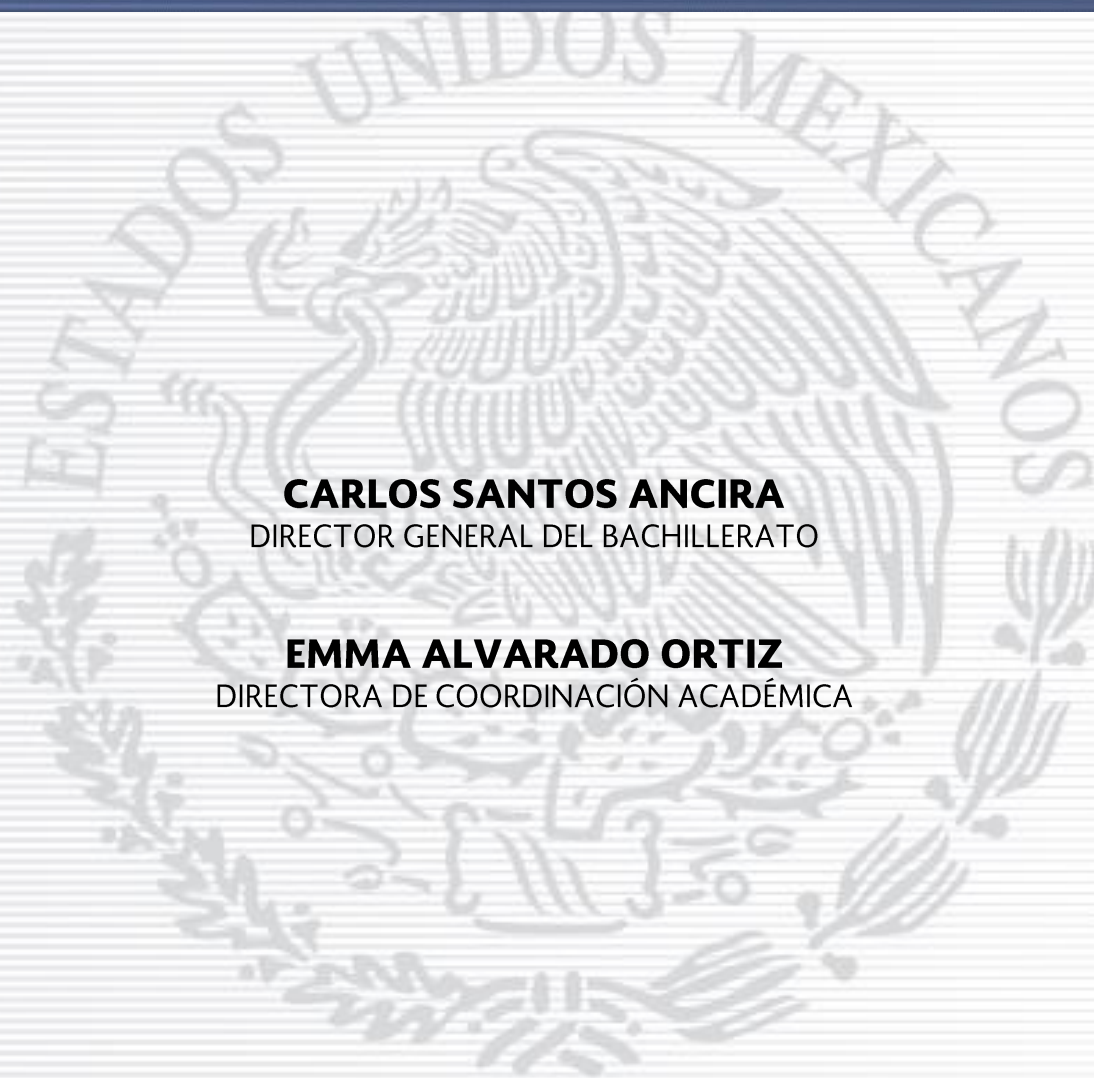 ESTADOS UNIDOS MEXICANOS
CARLOS SANTOS ANCIRA
DIRECTOR GENERAL DEL BACHILLERATO
EMMA ALVARADO ORTIZ
DIRECTORA DE COORDINACIÓN ACADÉMICA